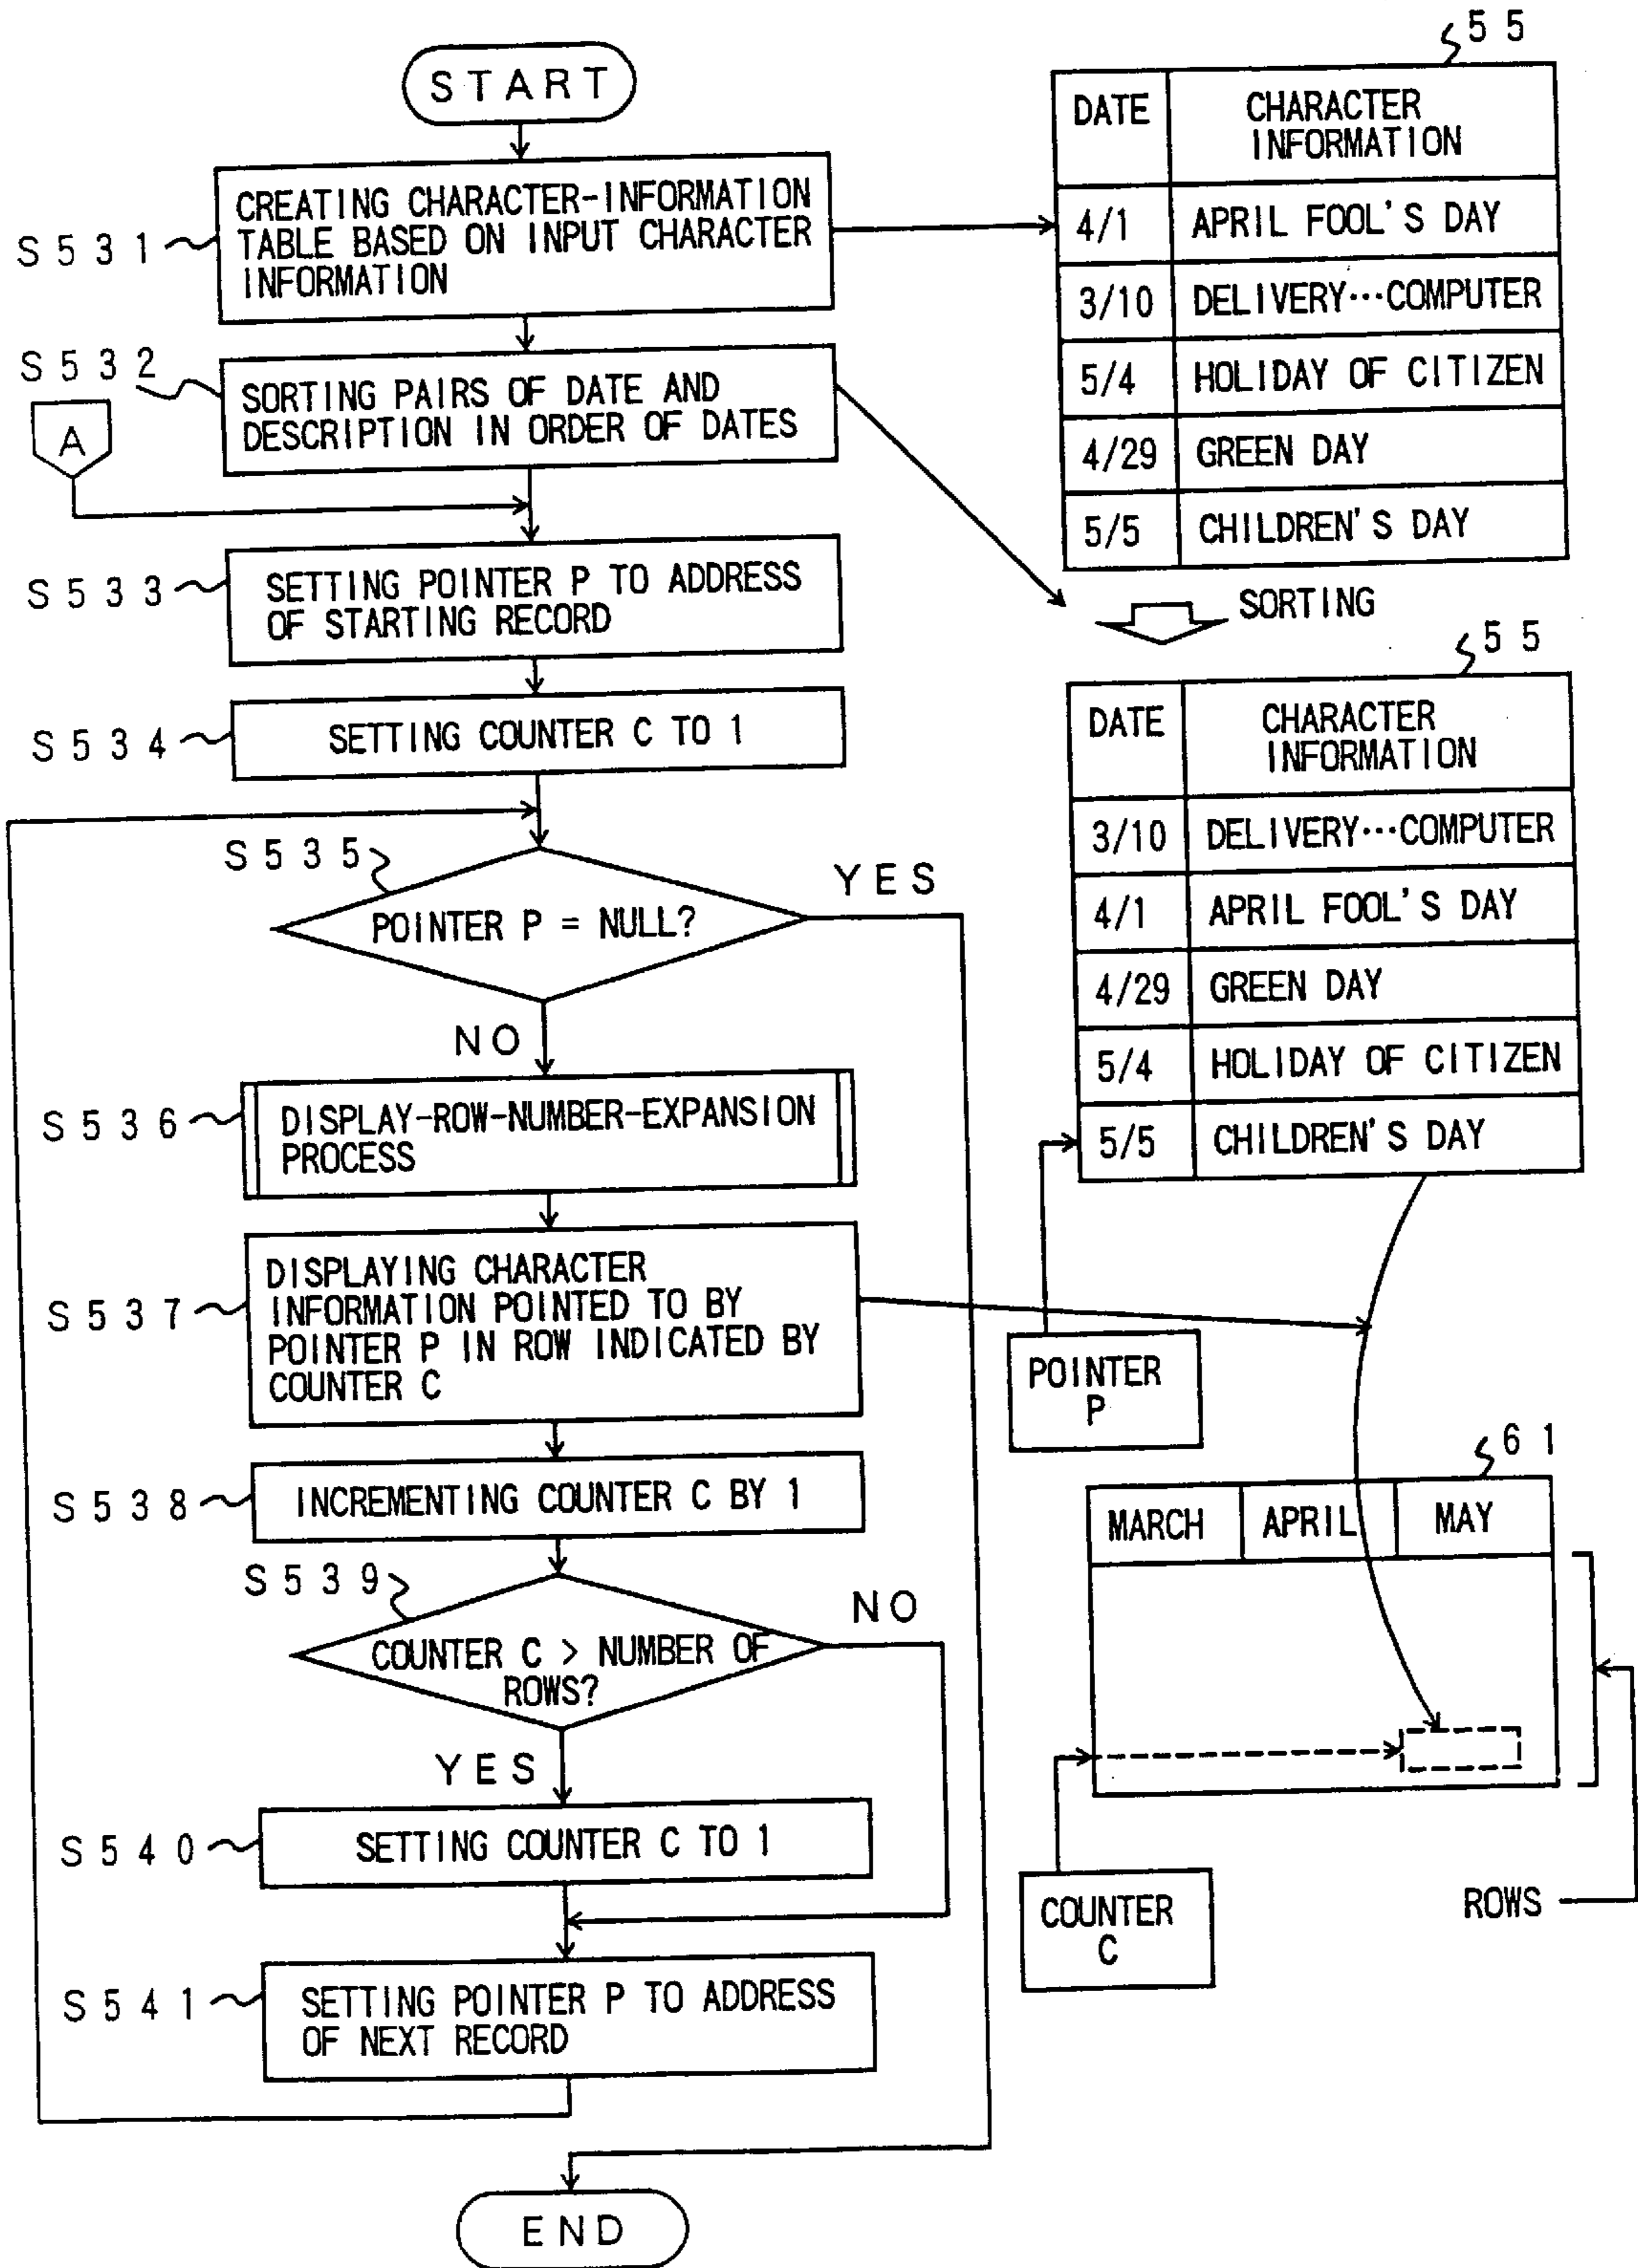 START
S531
CREATING CHARACTER-INFORMATION
TABLE BASED ON INPUT CHARACTER
INFORMATION
S532
SORTING PAIRS OF DATE AND
DESCRIPTION IN ORDER OF DATES
A
S533
SETTING POINTER P TO ADDRESS
OF STARTING RECORD
S534
SETTING COUNTER C TO 1
S535
POINTER P = NULL?
YES
NO
S536
DISPLAY-ROW-NUMBER-EXPANSION
PROCESS
S537
DISPLAYING CHARACTER
INFORMATION POINTED TO BY
POINTER P IN ROW INDICATED BY
COUNTER C
S538
INCREMENTING COUNTER C BY 1
S539
COUNTER C > NUMBER OF
ROWS?
NO
YES
S540
SETTING COUNTER C TO 1
S541
SETTING POINTER P TO ADDRESS
OF NEXT RECORD
END
55
DATE CHARACTER
INFORMATION
4/1 APRIL FOOL'S DAY
3/10 DELIVERY···COMPUTER
5/4 HOLIDAY OF CITIZEN
4/29 GREEN DAY
5/5 CHILDREN'S DAY
SORTING
55
DATE CHARACTER
INFORMATION
3/10 DELIVERY···COMPUTER
4/1 APRIL FOOL'S DAY
4/29 GREEN DAY
5/4 HOLIDAY OF CITIZEN
5/5 CHILDREN'S DAY
POINTER
P
61
MARCH APRIL MAY
COUNTER
C
ROWS